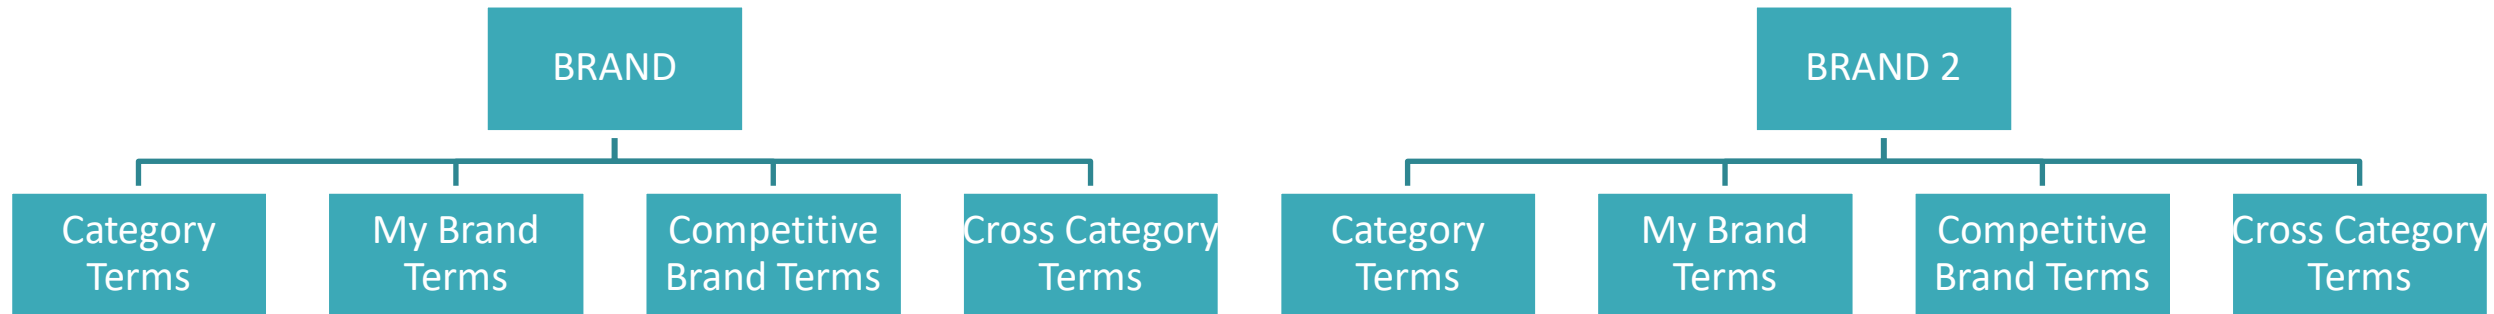 BRAND
BRAND 2
Category
Terms
My Brand
Terms
Competitive
Brand Terms
Cross Category
Terms
Category
Terms
My Brand
Terms
Competitive
Brand Terms
Cross Category
Terms